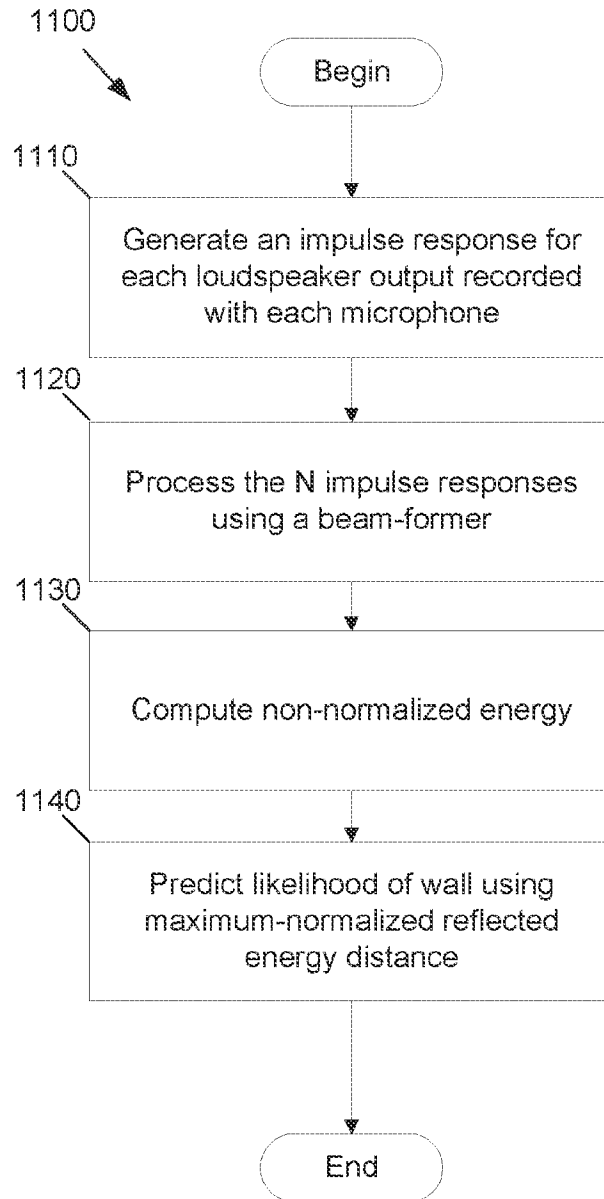 1100
Begin
1110
Generate an impulse response for
each loudspeaker output recorded
with each microphone
1120
Process the N impulse responses
using a beam-former
1130
Compute non-normalized energy
1140
Predict likelihood of wall using
maximum-normalized reflected
energy distance
End